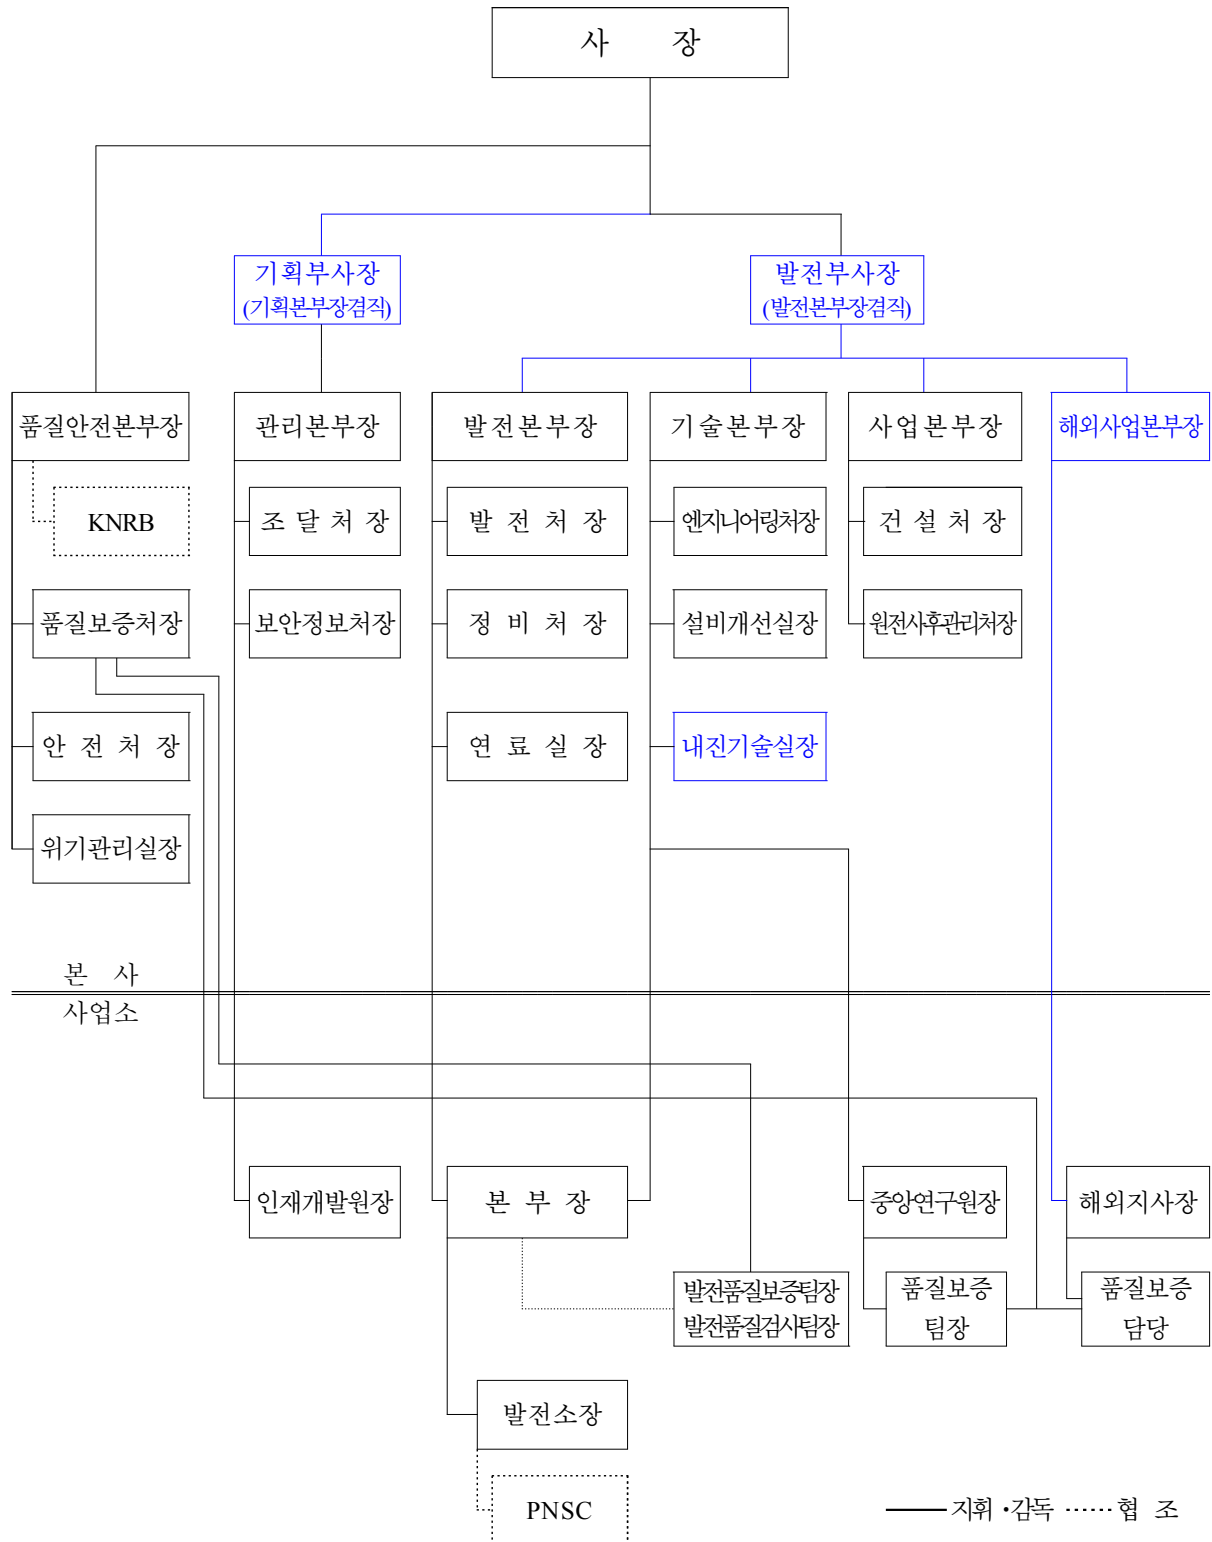 사 장
기획부사장
(기획본부장겸직)
발전부사장
(발전본부장겸직)
품질안전본부장
관리본부장
발전본부장
기술본부장
사업본부장
해외사업본부장
KNRB
조달처장
발전처장
엔지니어링처장
건설처장
품질보증처장
보안정보처장
정비처장
설비개선실장
원전사후관리처장
안전처장
연료실장
내진기술실장
위기관리실장
본 사
사업소
인재개발원장
본부장
중앙연구원장
해외지사장
발전품질보증팀장
발전품질검사팀장
품질보증
팀장
품질보증
담당
발전소장
PNSC
지휘・감독 협 조